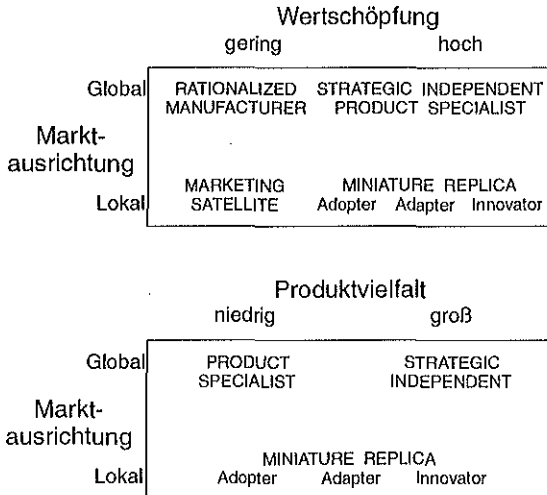 Wertschöpfung
gering hoch
Global RATIONALIZED STRATEGIC INDEPENDENT
MANUFACTURER PRODUCT SPECIALIST
Markt-
ausrichtung
MARKETING MINIATURE REPLICA
Lokal SATELLITE Adopter Adapter Innovator
Produktvielfalt
niedrig groß
Global PRODUCT STRATEGIC
SPECIALIST INDEPENDENT
Markt-
ausrichtung
MINIATURE REPLICA
Lokal Adopter Adapter Innovator